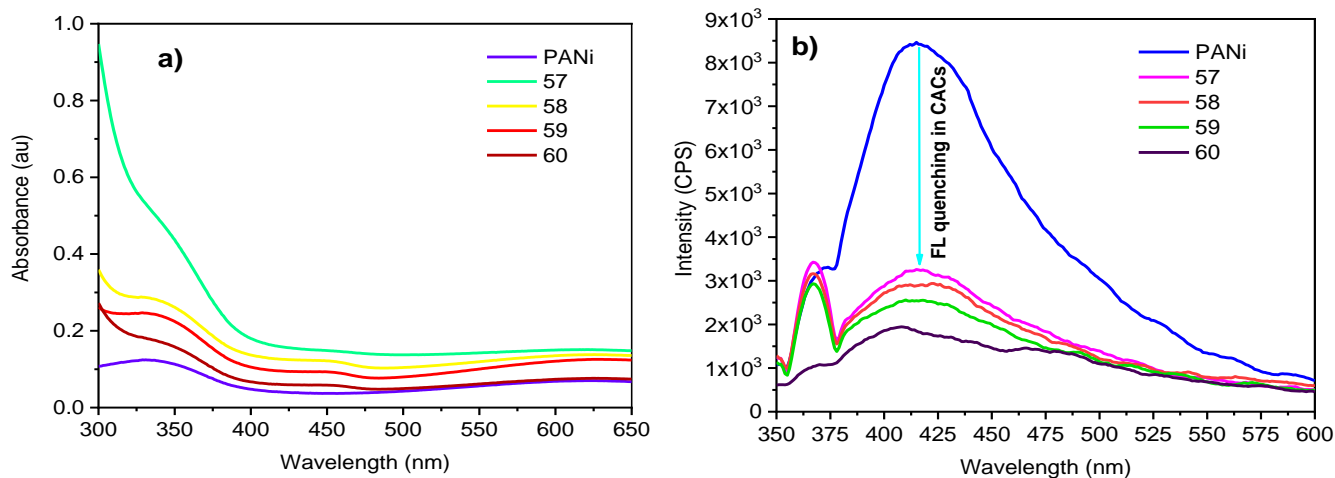 a)
PANi
57
58
59
60
1.0
0.8
0.6
0.4
0.2
0.0
Absorbance (au)
300 350 400 450 500 550 600 650
Wavelength (nm)
b)
PANi
57
58
59
60
FL quenching in CACs
9x10³
8x10³
7x10³
6x10³
5x10³
4x10³
3x10³
2x10³
1x10³
0
Intensity (CPS)
350 375 400 425 450 475 500 525 550 575 600
Wavelength (nm)